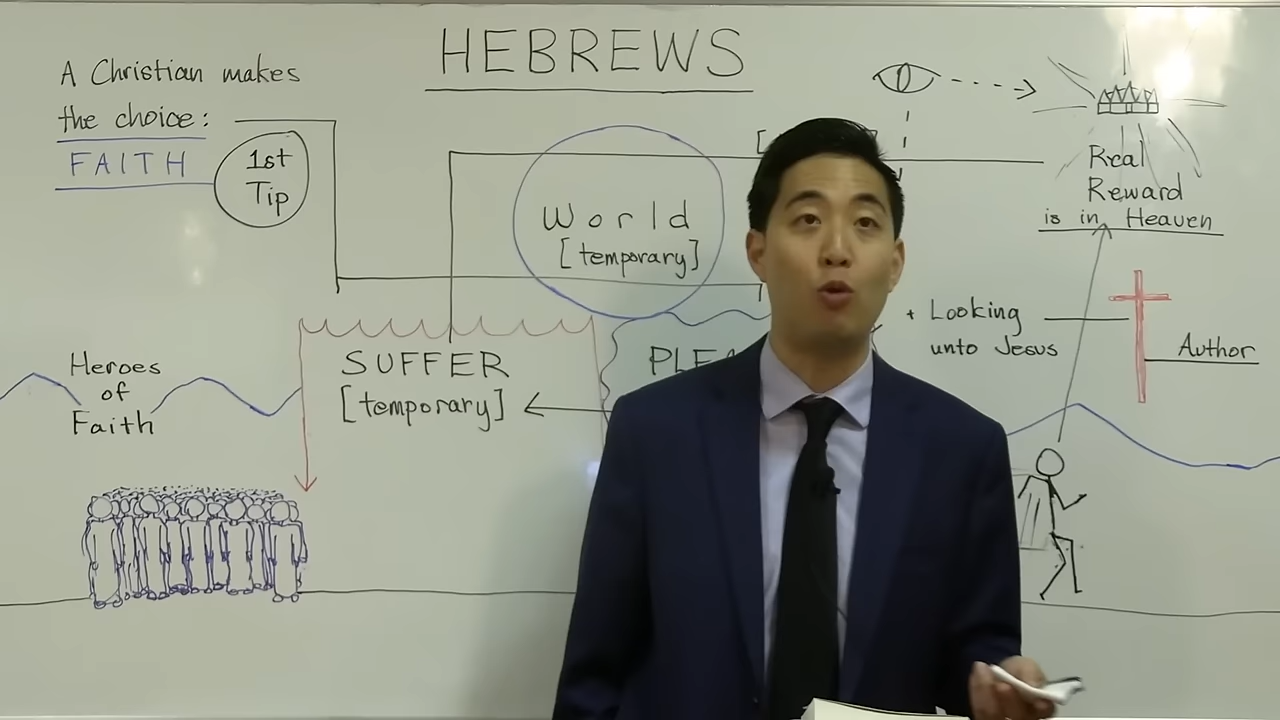 HEBREWS
A Christian makes
the choice:
FAITH
1st
Tip
World
[temporary]
Real
Reward
is in Heaven
+ Looking
unto Jesus
Author
Heroes
of
Faith
SUFFER
[temporary]